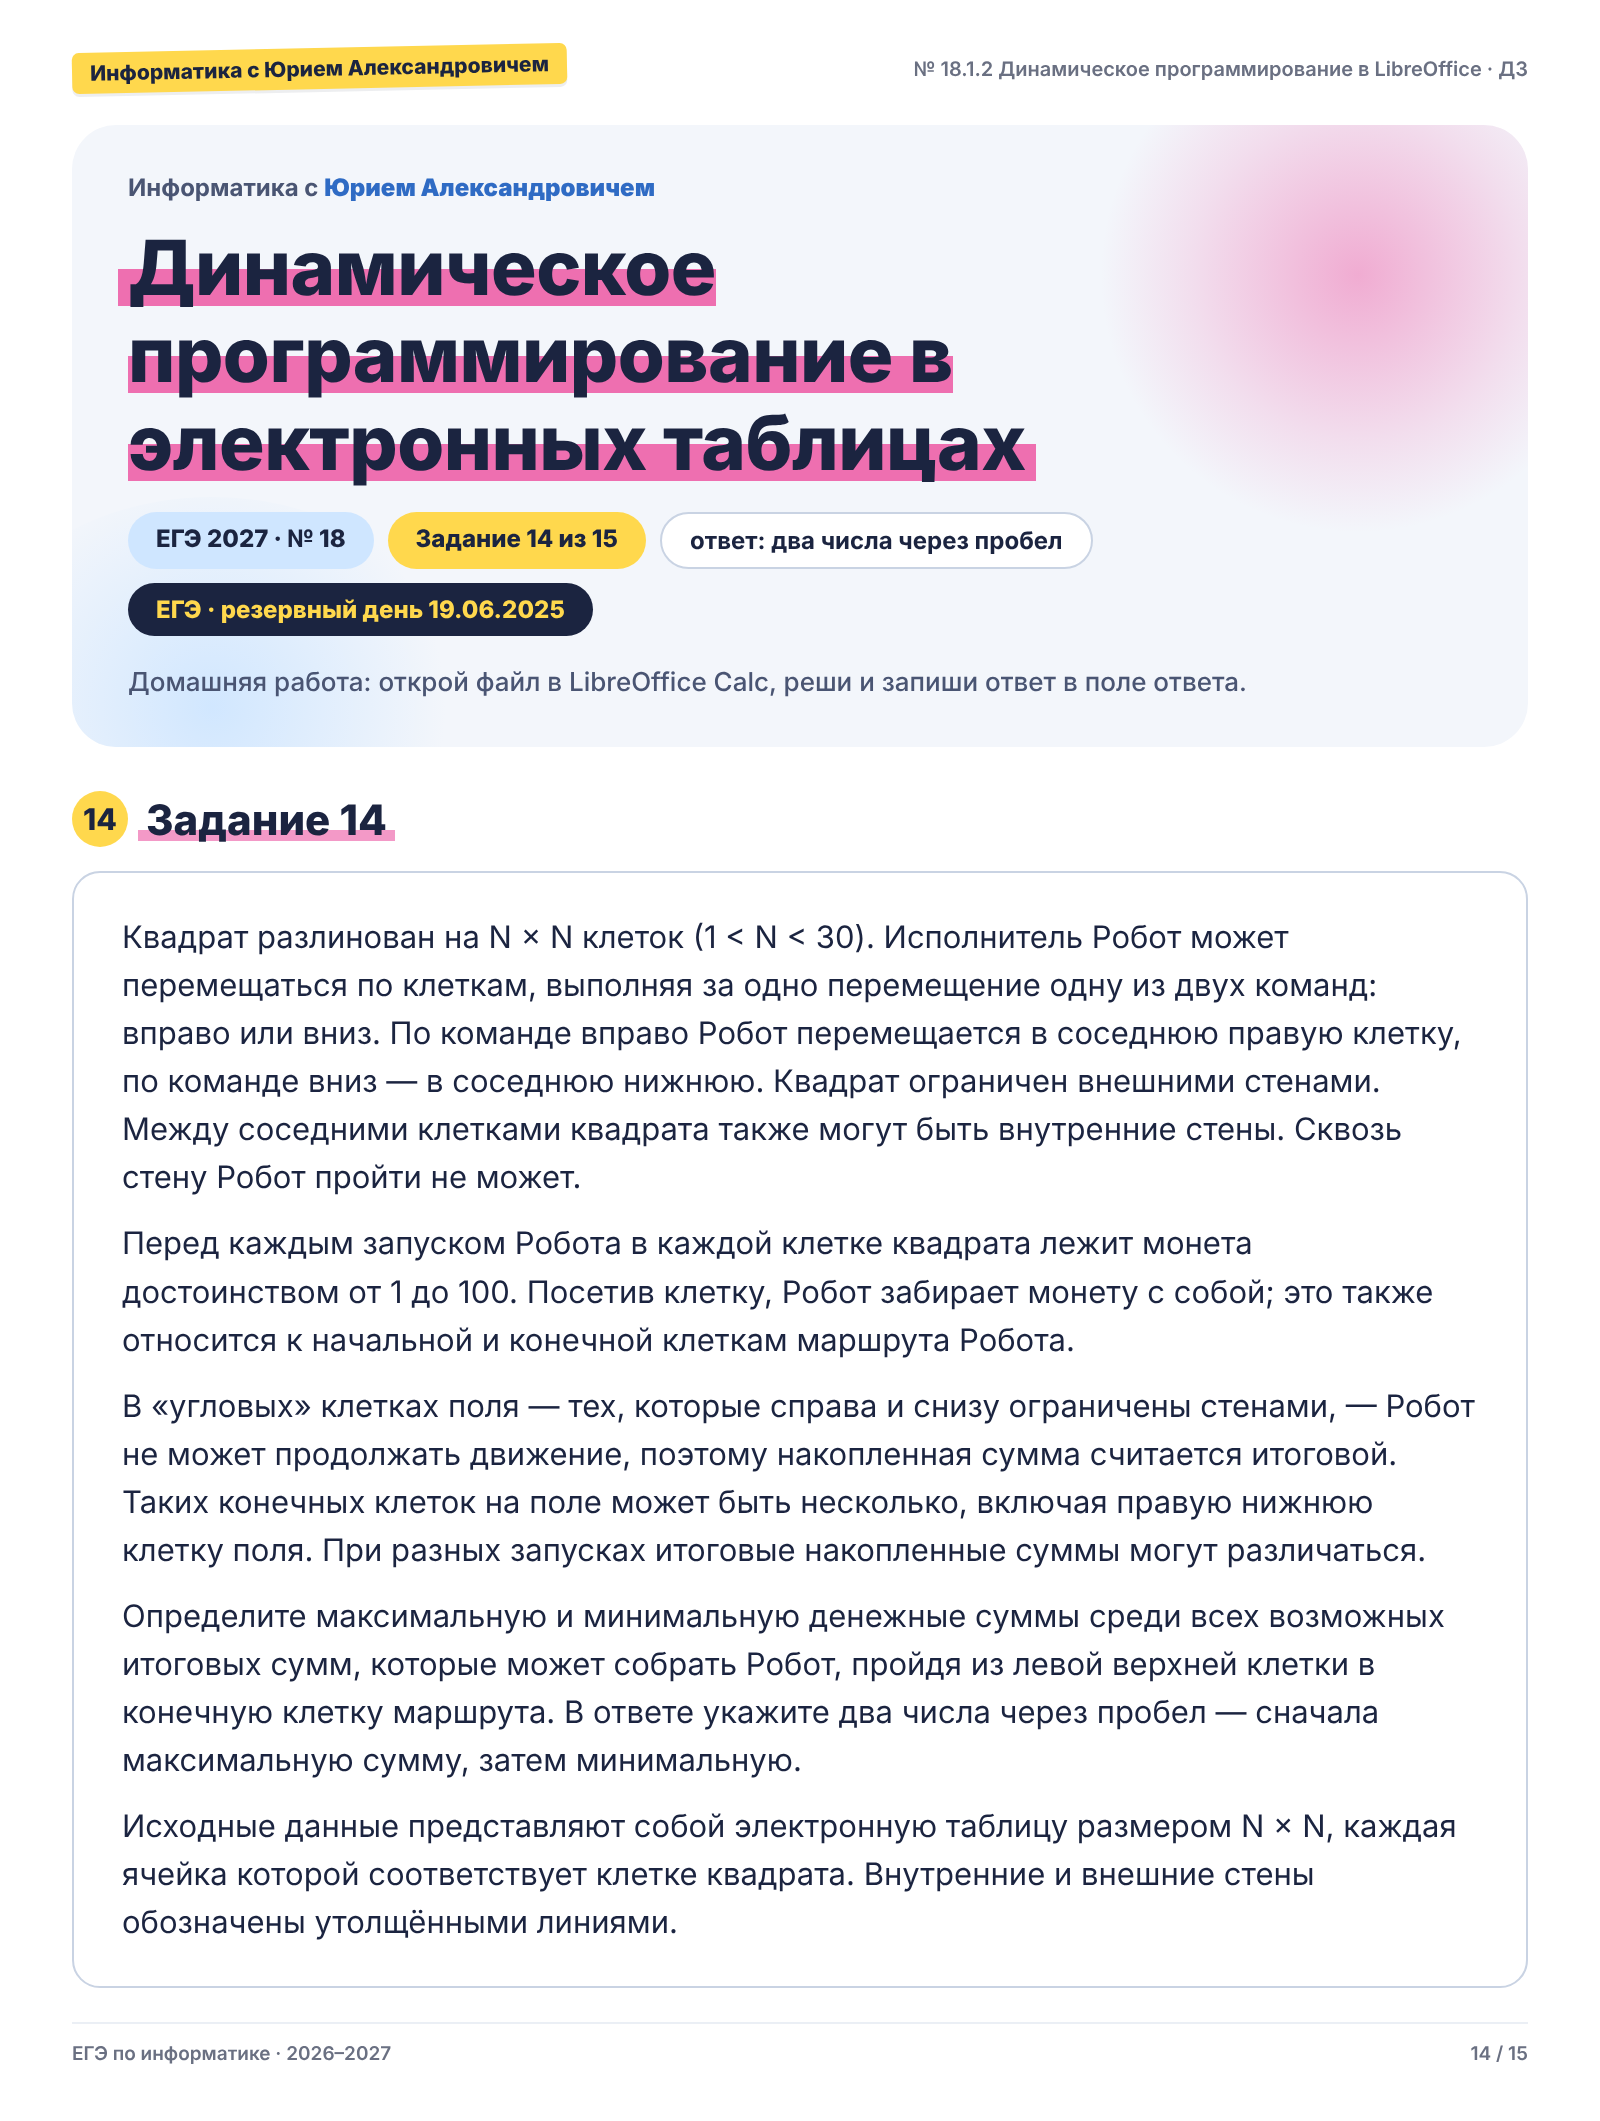 Информатика с Юрием Александровичем
№ 18.1.2 Динамическое программирование в LibreOffice · ДЗ
Информатика с Юрием Александровичем
Динамическое
программирование в
электронных таблицах
ЕГЭ 2027 · № 18
Задание 14 из 15
ответ: два числа через пробел
ЕГЭ · резервный день 19.06.2025
Домашняя работа: открой файл в LibreOffice Calc, реши и запиши ответ в поле ответа.
14 Задание 14
Квадрат разлинован на N × N клеток (1 < N < 30). Исполнитель Робот может
перемещаться по клеткам, выполняя за одно перемещение одну из двух команд:
вправо или вниз. По команде вправо Робот перемещается в соседнюю правую клетку,
по команде вниз — в соседнюю нижнюю. Квадрат ограничен внешними стенами.
Между соседними клетками квадрата также могут быть внутренние стены. Сквозь
стену Робот пройти не может.
Перед каждым запуском Робота в каждой клетке квадрата лежит монета
достоинством от 1 до 100. Посетив клетку, Робот забирает монету с собой; это также
относится к начальной и конечной клеткам маршрута Робота.
В «угловых» клетках поля — тех, которые справа и снизу ограничены стенами, — Робот
не может продолжать движение, поэтому накопленная сумма считается итоговой.
Таких конечных клеток на поле может быть несколько, включая правую нижнюю
клетку поля. При разных запусках итоговые накопленные суммы могут различаться.
Определите максимальную и минимальную денежные суммы среди всех возможных
итоговых сумм, которые может собрать Робот, пройдя из левой верхней клетки в
конечную клетку маршрута. В ответе укажите два числа через пробел — сначала
максимальную сумму, затем минимальную.
Исходные данные представляют собой электронную таблицу размером N × N, каждая
ячейка которой соответствует клетке квадрата. Внутренние и внешние стены
обозначены утолщёнными линиями.
ЕГЭ по информатике · 2026–2027
14 / 15